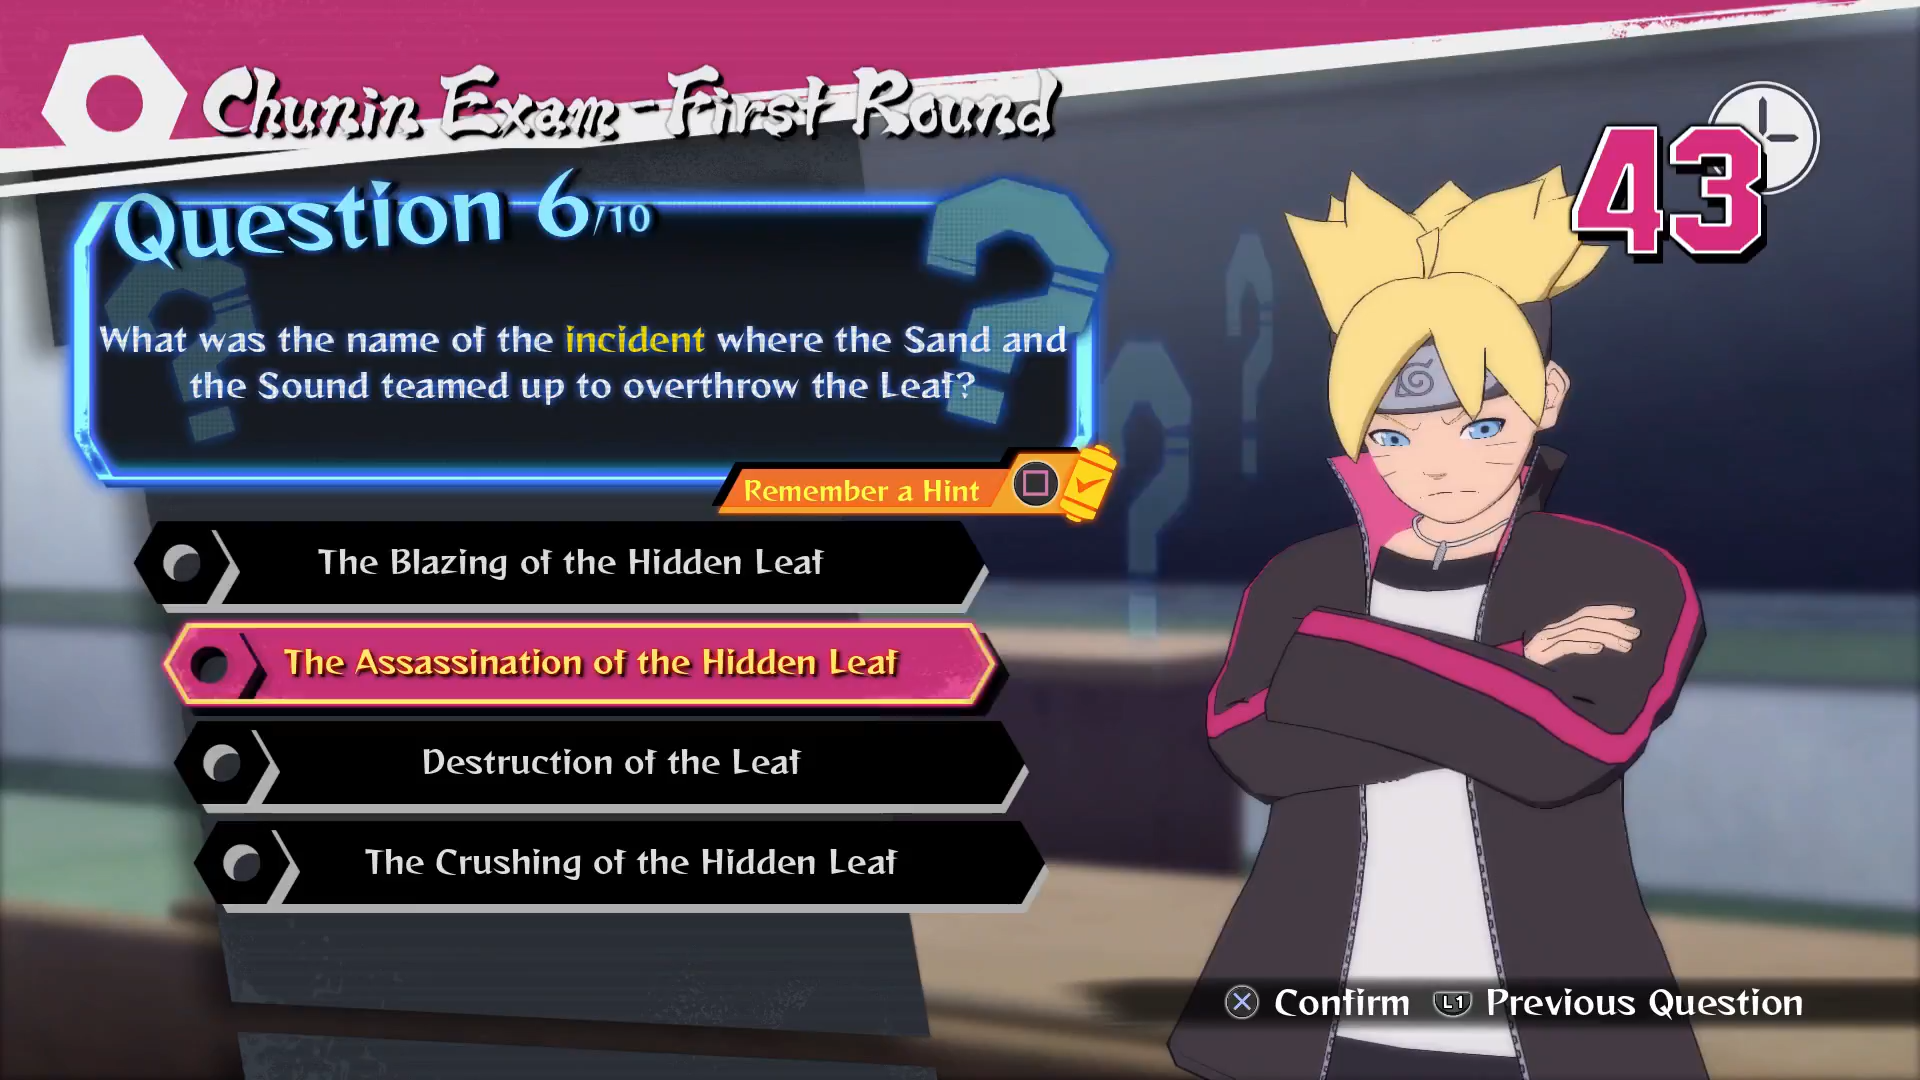 Chunin Exam - First Round
43
Question 6/10
What was the name of the incident where the Sand and
the Sound teamed up to overthrow the Leaf?
Remember a Hint
The Blazing of the Hidden Leaf
The Assassination of the Hidden Leaf
Destruction of the Leaf
The Crushing of the Hidden Leaf
Confirm L1 Previous Question